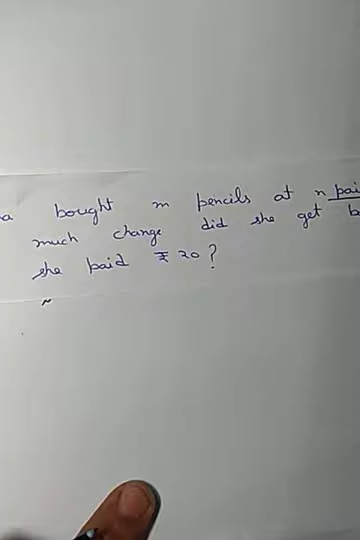 bought m pencils at n
much change did she get
she paid ₹ 20?